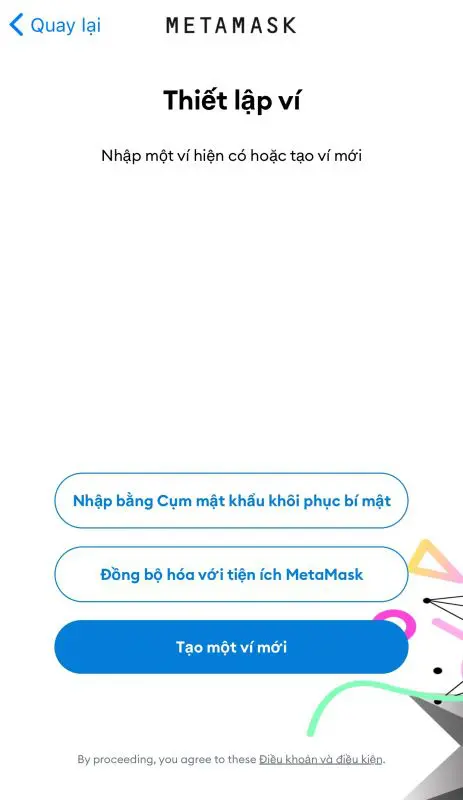 Quay lại
METAMASK
Thiết lập ví
Nhập một ví hiện có hoặc tạo ví mới
Nhập bằng Cụm mật khẩu khôi phục bí mật
Đồng bộ hóa với tiện ích MetaMask
Tạo một ví mới
By proceeding, you agree to these Điều khoản và điều kiện.